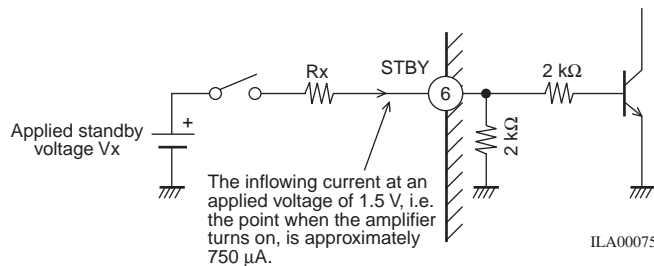 Rx
STBY
6
2 kΩ
2 kΩ
+
Applied standby
voltage Vx
The inflowing current at an
applied voltage of 1.5 V, i.e.
the point when the amplifier
turns on, is approximately
750 μA.
ILA00075